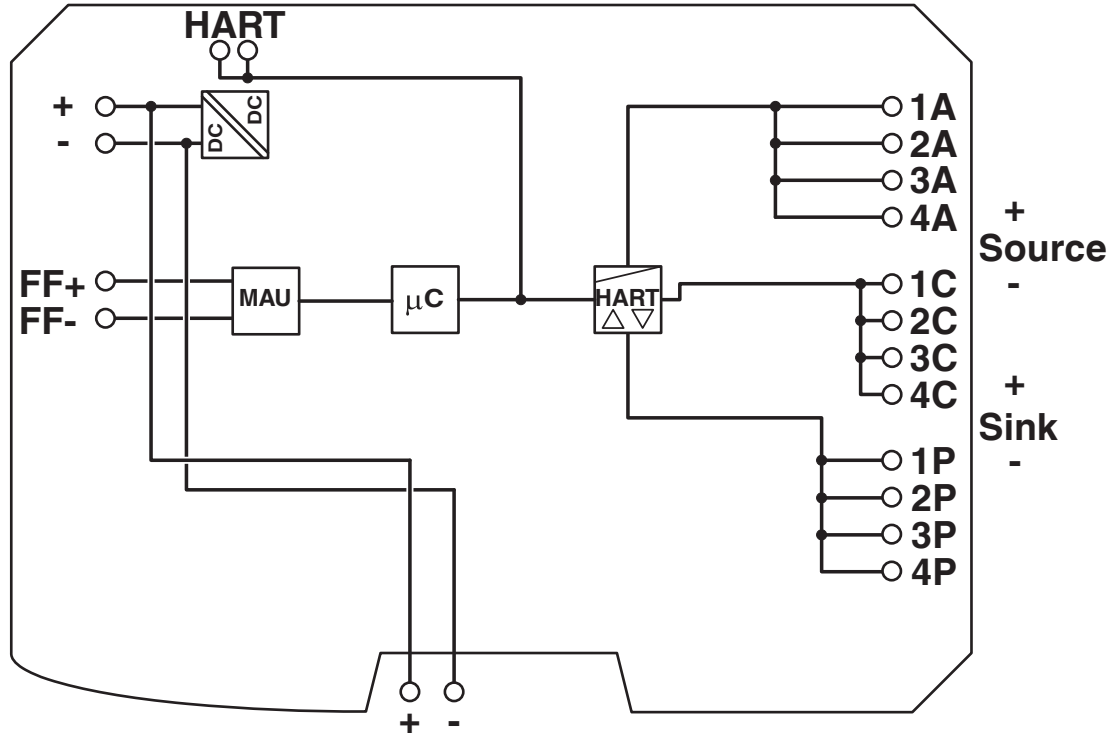 HART
+
-
DC
DC
FF+
FF-
MAU
µC
HART
1A
2A
3A
4A
+
Source
-
1C
2C
3C
4C
+
Sink
-
1P
2P
3P
4P
+ -